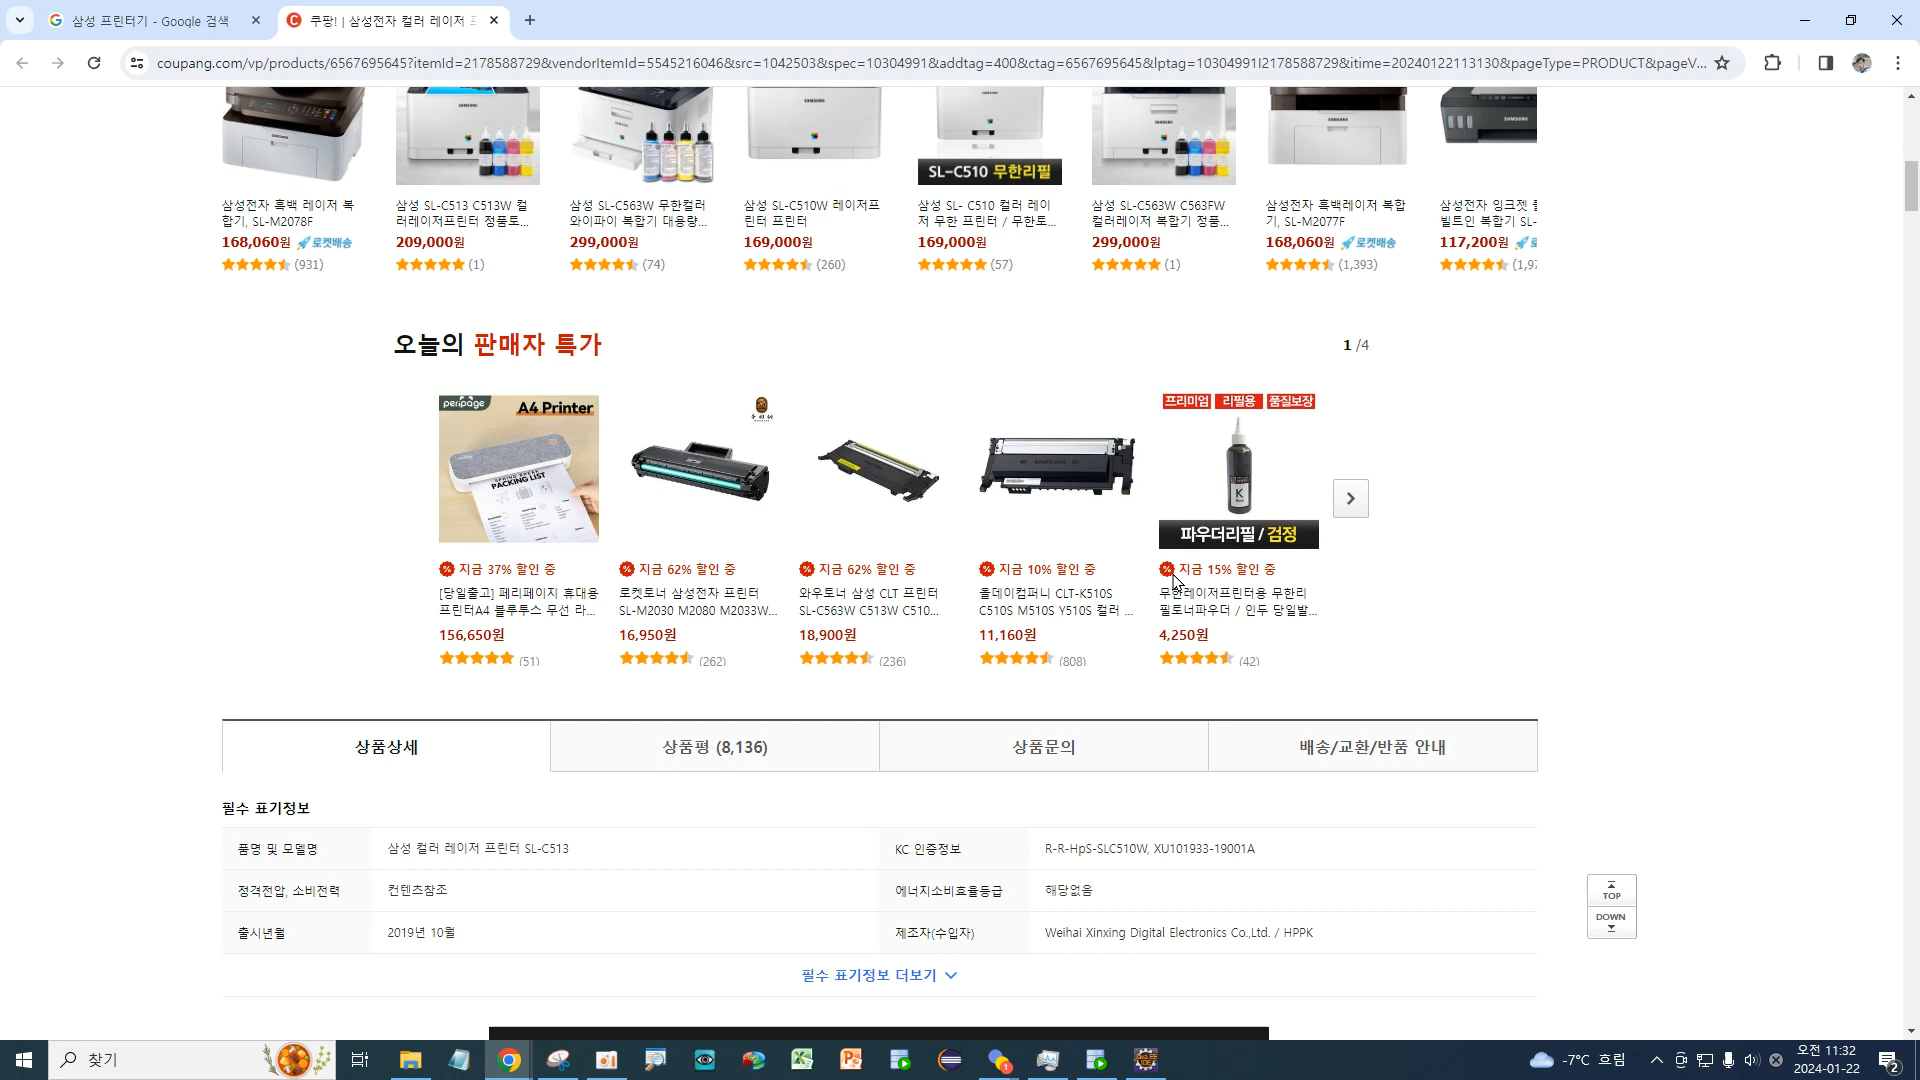 삼성 프린터기 - Google 검색
쿠팡! | 삼성전자 컬러 레이저 프
coupang.com/vp/products/6567695645?itemId=2178588729&vendorItemId=5545216046&src=1042503&spec=10304991&addtag=400&ctag=6567695645&lptag=10304991I2178588729&itime=20240122113130&pageType=PRODUCT&pageV...
SAMSUNG
SL-C510 무한리필
삼성전자 흑백 레이저 복
합기, SL-M2078F
168,060원 로켓배송
(931)
삼성 SL-C513 C513W 컬
러레이저프린터 정품토...
209,000원
(1)
삼성 SL-C563W 무한컬러
와이파이 복합기 대용량...
299,000원
(74)
삼성 SL-C510W 레이저프
린터 프린터
169,000원
(260)
삼성 SL- C510 컬러 레이
저 무한 프린터 / 무한토...
169,000원
(57)
삼성 SL-C563W C563FW
컬러레이저 복합기 정품...
299,000원
(1)
삼성전자 흑백레이저 복합
기, SL-M2077F
168,060원 로켓배송
(1,393)
삼성전자 잉크젯 플
빌트인 복합기 SL-
117,200원 로
(1,97
오늘의 판매자 특가
1 /4
peripage A4 Printer
SPRING BREAK
PACKING LIST
프리미엄 리필용 품질보장
K
파우더리필 / 검정
지금 37% 할인 중
[당일출고] 페리페이지 휴대용
프린터A4 블루투스 무선 라...
156,650원
(51)
지금 62% 할인 중
로켓토너 삼성전자 프린터
SL-M2030 M2080 M2033W...
16,950원
(262)
지금 62% 할인 중
와우토너 삼성 CLT 프린터
SL-C563W C513W C510...
18,900원
(236)
지금 10% 할인 중
올데이컴퍼니 CLT-K510S
C510S M510S Y510S 컬러 ...
11,160원
(808)
지금 15% 할인 중
무한레이저프린터용 무한리
필토너파우더 / 인두 당일발...
4,250원
(42)
상품상세
상품평 (8,136)
상품문의
배송/교환/반품 안내
필수 표기정보
품명 및 모델명 삼성 컬러 레이저 프린터 SL-C513 KC 인증정보 R-R-HpS-SLC510W, XU101933-19001A
정격전압, 소비전력 컨텐츠참조 에너지소비효율등급 해당없음
출시년월 2019년 10월 제조자(수입자) Weihai Xinxing Digital Electronics Co.,Ltd. / HPPK
필수 표기정보 더보기
TOP
DOWN
찾기
-7°C 흐림
오전 11:32
2024-01-22
2